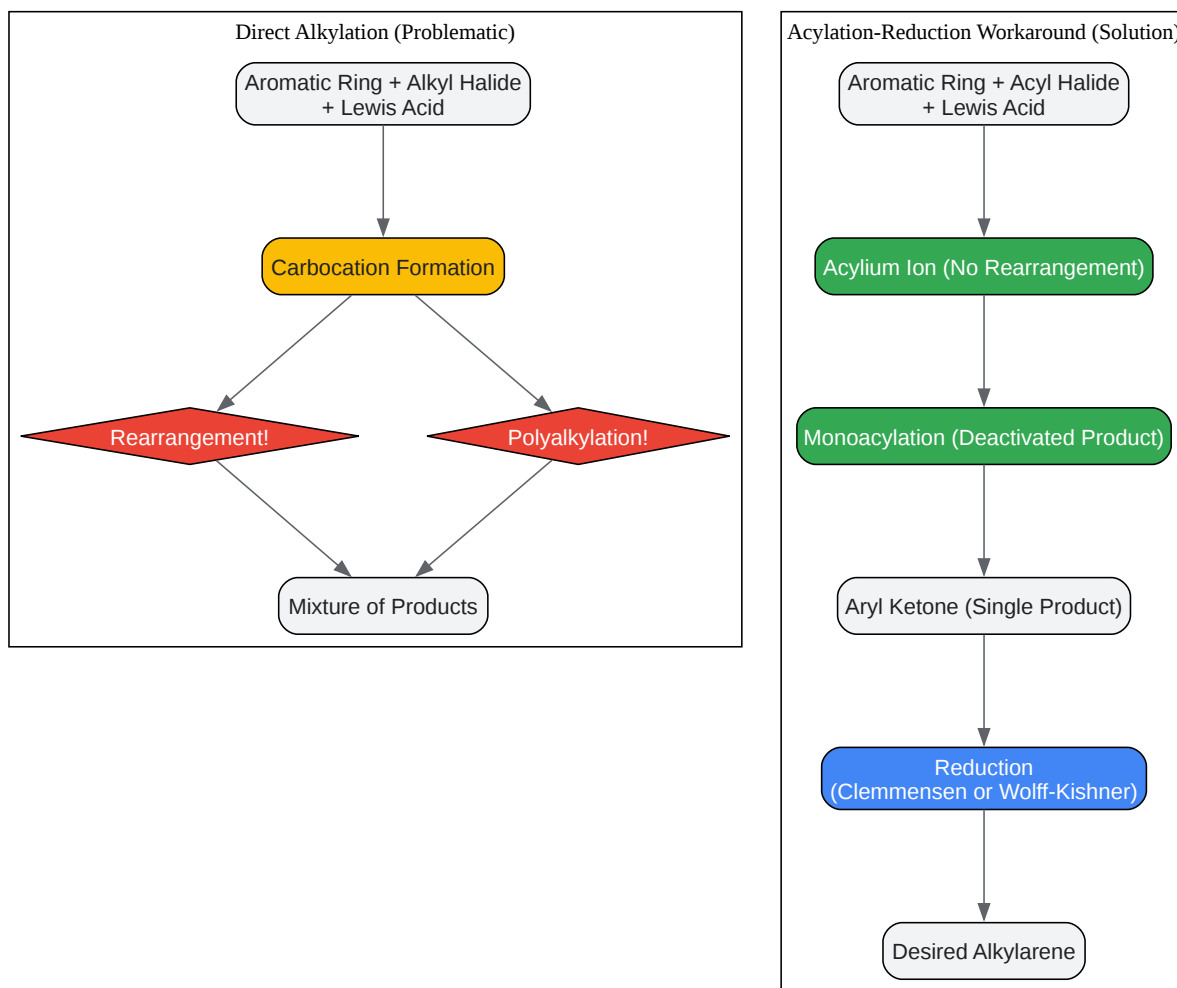 Direct Alkylation (Problematic)
Aromatic Ring + Alkyl Halide
+ Lewis Acid
Carbocation Formation
Rearrangement!
Polyalkylation!
Mixture of Products
Acylation-Reduction Workaround (Solution)
Aromatic Ring + Acyl Halide
+ Lewis Acid
Acylium Ion (No Rearrangement)
Monoacylation (Deactivated Product)
Aryl Ketone (Single Product)
Reduction
(Clemmensen or Wolff-Kishner)
Desired Alkylarene